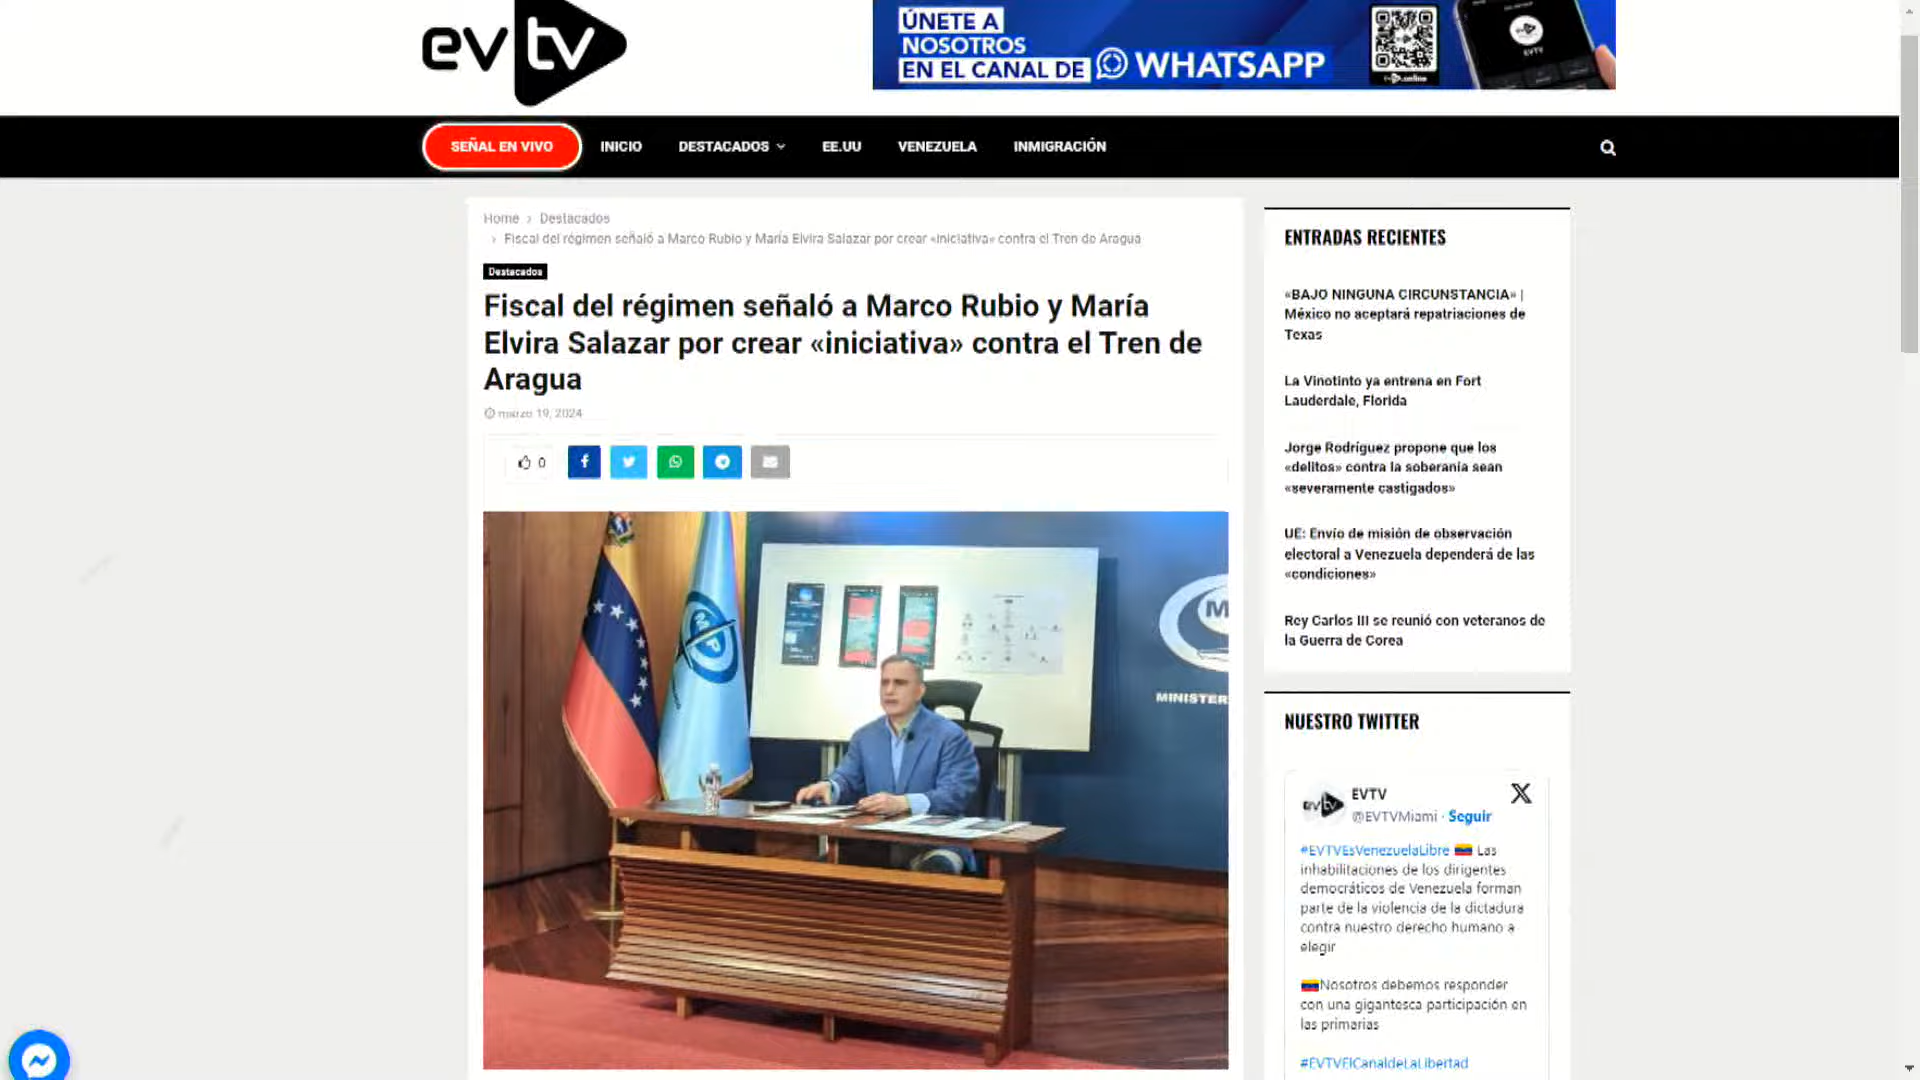 evtv
ÚNETE A
NOSOTROS
EN EL CANAL DE WHATSAPP
SEÑAL EN VIVO
INICIO
DESTACADOS
EE.UU
VENEZUELA
INMIGRACIÓN
Home › Destacados
› Fiscal del régimen señaló a Marco Rubio y María Elvira Salazar por crear «iniciativa» contra el Tren de Aragua
Destacados
Fiscal del régimen señaló a Marco Rubio y María
Elvira Salazar por crear «iniciativa» contra el Tren de
Aragua
marzo 19, 2024
0
MP
M
MINISTER
ENTRADAS RECIENTES
«BAJO NINGUNA CIRCUNSTANCIA» |
México no aceptará repatriaciones de
Texas
La Vinotinto ya entrena en Fort
Lauderdale, Florida
Jorge Rodríguez propone que los
«delitos» contra la soberanía sean
«severamente castigados»
UE: Envío de misión de observación
electoral a Venezuela dependerá de las
«condiciones»
Rey Carlos III se reunió con veteranos de
la Guerra de Corea
NUESTRO TWITTER
evtv
EVTV
@EVTVMiami · Seguir
#EVTVEsVenezuelaLibre Las
inhabilitaciones de los dirigentes
democráticos de Venezuela forman
parte de la violencia de la dictadura
contra nuestro derecho humano a
elegir
Nosotros debemos responder
con una gigantesca participación en
las primarias
#EVTVElCanaldeLaLibertad